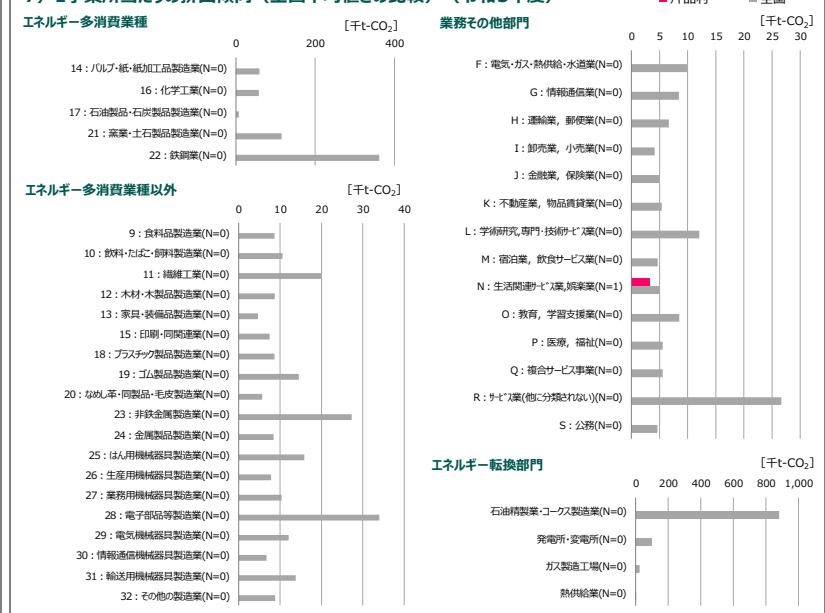 エネルギー多消費業種
[千t-CO₂]
0 200 400
14：パルプ・紙・紙加工品製造業(N=0)
16：化学工業(N=0)
17：石油製品・石炭製品製造業(N=0)
21：窯業・土石製品製造業(N=0)
22：鉄鋼業(N=0)
エネルギー多消費業種以外
[千t-CO₂]
0 10 20 30 40
9：食料品製造業(N=0)
10：飲料・たばこ・飼料製造業(N=0)
11：繊維工業(N=0)
12：木材・木製品製造業(N=0)
13：家具・装備品製造業(N=0)
15：印刷・同関連業(N=0)
18：プラスチック製品製造業(N=0)
19：ゴム製品製造業(N=0)
20：なめし革・同製品・毛皮製造業(N=0)
23：非鉄金属製造業(N=0)
24：金属製品製造業(N=0)
25：はん用機械器具製造業(N=0)
26：生産用機械器具製造業(N=0)
27：業務用機械器具製造業(N=0)
28：電子部品等製造業(N=0)
29：電気機械器具製造業(N=0)
30：情報通信機械器具製造業(N=0)
31：輸送用機械器具製造業(N=0)
32：その他の製造業(N=0)
業務その他部門
[千t-CO₂]
0 5 10 15 20 25 30
F：電気・ガス・熱供給・水道業(N=0)
G：情報通信業(N=0)
H：運輸業，郵便業(N=0)
I：卸売業，小売業(N=0)
J：金融業，保険業(N=0)
K：不動産業，物品賃貸業(N=0)
L：学術研究,専門・技術ｻｰﾋﾞｽ業(N=0)
M：宿泊業，飲食サービス業(N=0)
N：生活関連ｻｰﾋﾞｽ業,娯楽業(N=1)
O：教育，学習支援業(N=0)
P：医療，福祉(N=0)
Q：複合サービス事業(N=0)
R：ｻｰﾋﾞｽ業(他に分類されない)(N=0)
S：公務(N=0)
エネルギー転換部門
[千t-CO₂]
0 200 400 600 800 1,000
石油精製業・コークス製造業(N=0)
発電所・変電所(N=0)
ガス製造工場(N=0)
熱供給業(N=0)